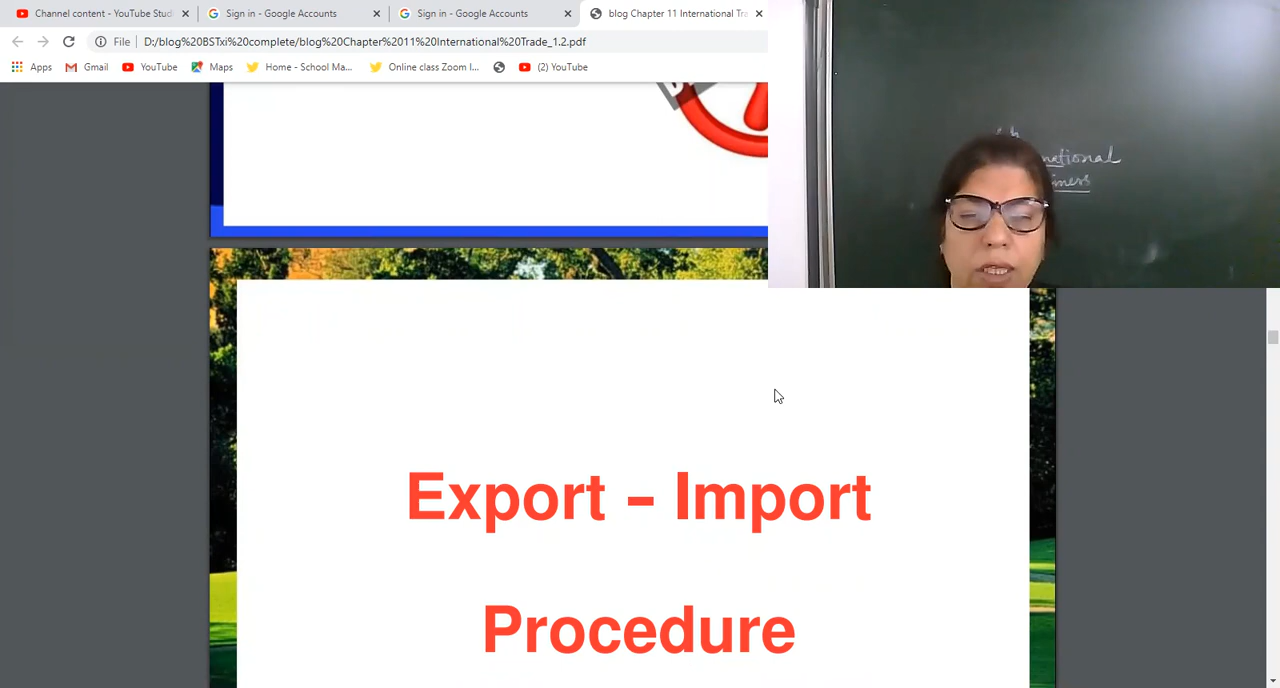 Channel content - YouTube Stud
Sign in - Google Accounts
Sign in - Google Accounts
blog Chapter 11 International Tra
File
D:/blog%20BSTxi%20complete/blog%20Chapter%2011%20International%20Trade_1.2.pdf
Apps
Gmail
YouTube
Maps
Home - School Ma...
Online class Zoom l...
(2) YouTube
national
Export – Import
Procedure